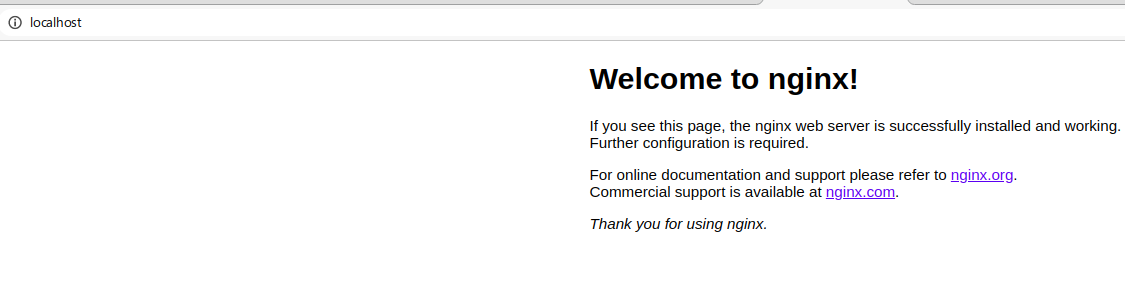 localhost
Welcome to nginx!
If you see this page, the nginx web server is successfully installed and working.
Further configuration is required.
For online documentation and support please refer to nginx.org.
Commercial support is available at nginx.com.
Thank you for using nginx.